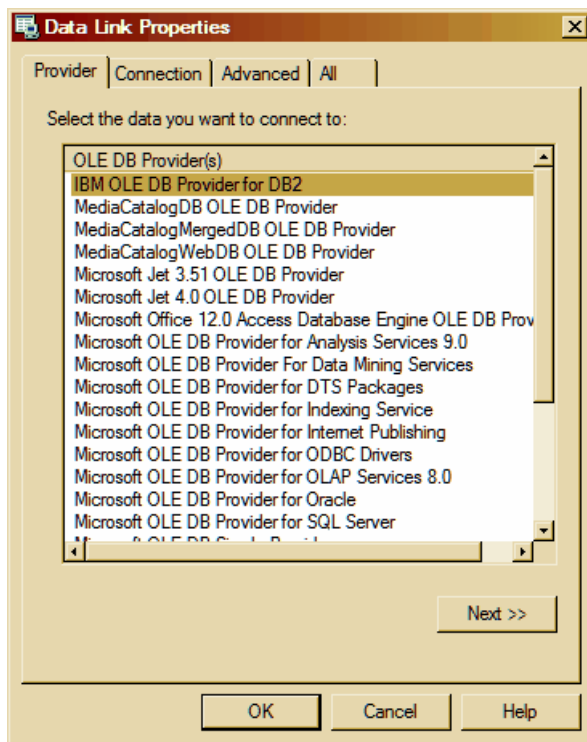 Data Link Properties
Provider Connection Advanced All
Select the data you want to connect to:
OLE DB Provider(s)
IBM OLE DB Provider for DB2
MediaCatalogDB OLE DB Provider
MediaCatalogMergedDB OLE DB Provider
MediaCatalogWebDB OLE DB Provider
Microsoft Jet 3.51 OLE DB Provider
Microsoft Jet 4.0 OLE DB Provider
Microsoft Office 12.0 Access Database Engine OLE DB Prov
Microsoft OLE DB Provider for Analysis Services 9.0
Microsoft OLE DB Provider For Data Mining Services
Microsoft OLE DB Provider for DTS Packages
Microsoft OLE DB Provider for Indexing Service
Microsoft OLE DB Provider for Internet Publishing
Microsoft OLE DB Provider for ODBC Drivers
Microsoft OLE DB Provider for OLAP Services 8.0
Microsoft OLE DB Provider for Oracle
Microsoft OLE DB Provider for SQL Server
Next >>
OK Cancel Help